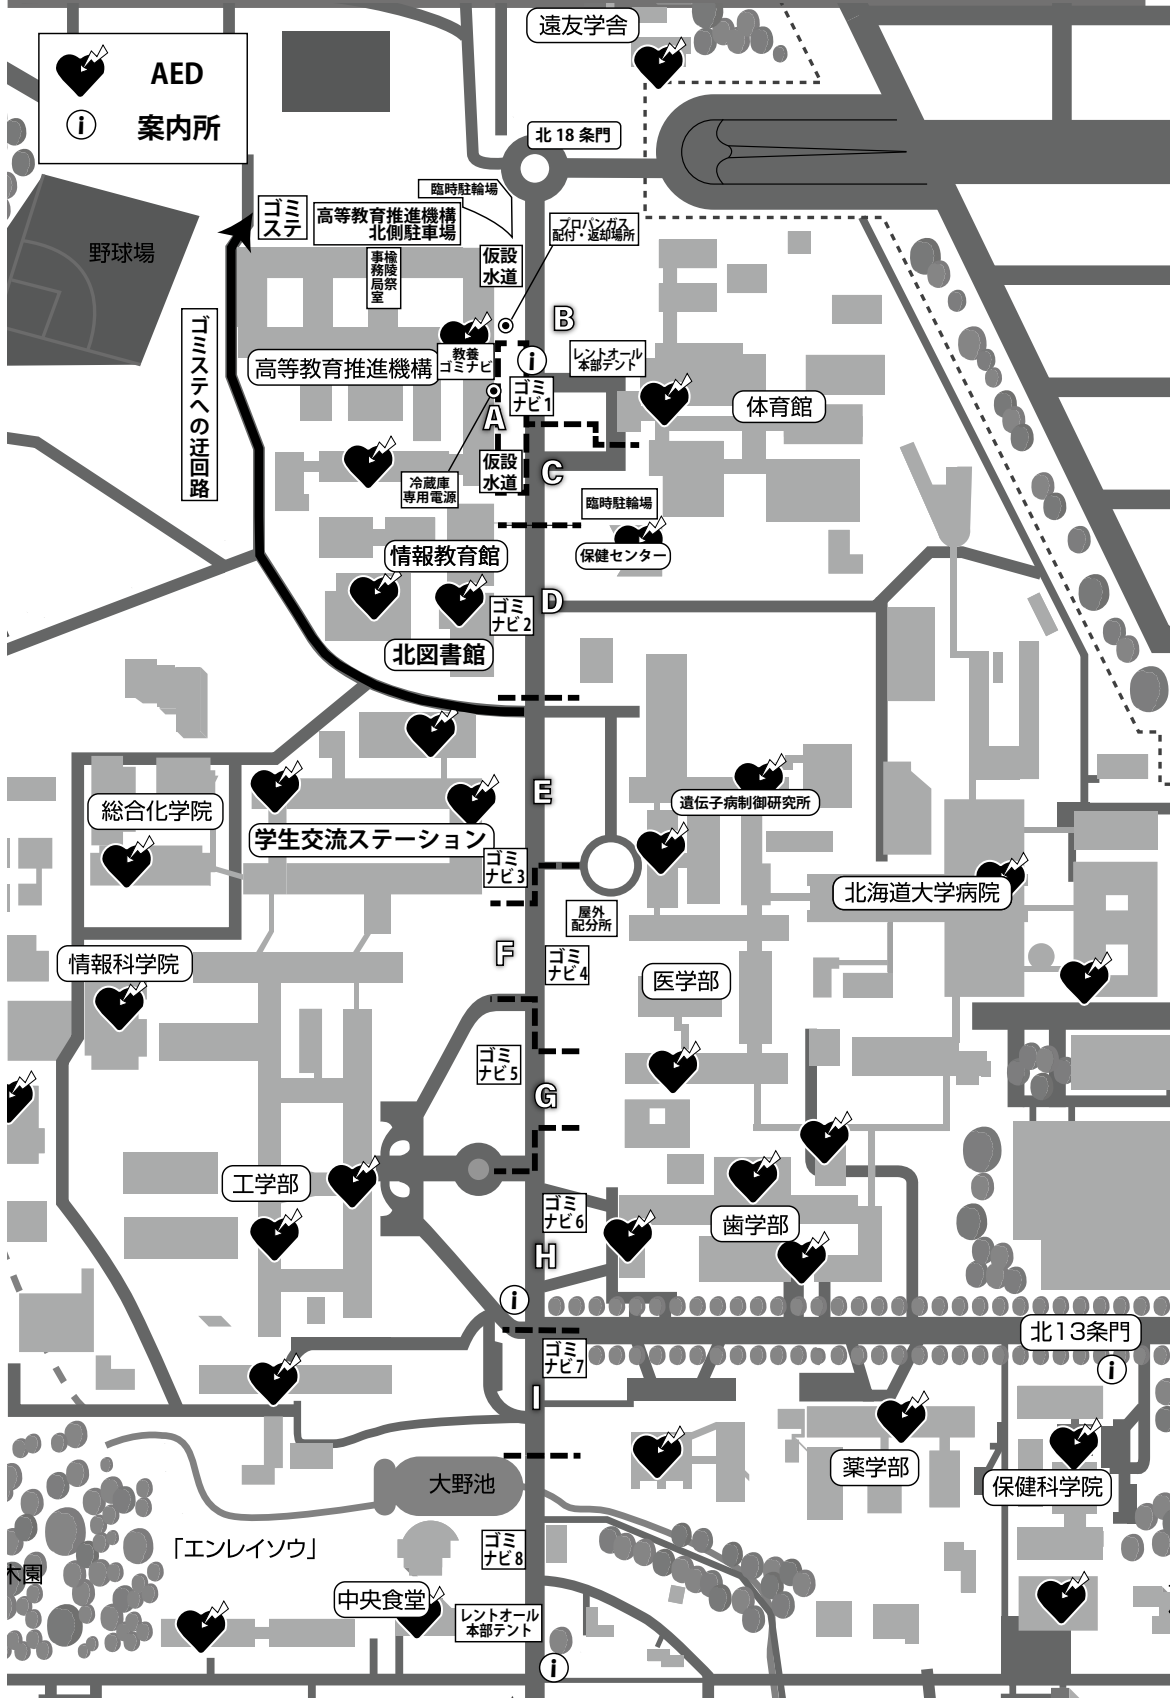 遠友学舎
AED
i
案内所
北18条門
臨時駐輪場
ゴミ
ステ
高等教育推進機構
北側駐車場
プロパンガス
配付・返却場所
野球場
楡陵祭
事務局室
仮設
水道
ゴミステへの迂回路
B
高等教育推進機構
教養
ゴミナビ
i
レントオール
本部テント
ゴミ
ナビ1
体育館
A
仮設
水道
C
冷蔵庫
専用電源
臨時駐輪場
情報教育館
保健センター
ゴミ
ナビ2
D
北図書館
E
遺伝子病制御研究所
総合化学院
学生交流ステーション
ゴミ
ナビ3
北海道大学病院
屋外
配分所
F
ゴミ
ナビ4
情報科学院
医学部
ゴミ
ナビ5
G
工学部
ゴミ
ナビ6
歯学部
H
i
北13条門
ゴミ
ナビ7
i
I
薬学部
保健科学院
大野池
「エンレイソウ」
ゴミ
ナビ8
木園
中央食堂
レントオール
本部テント
i